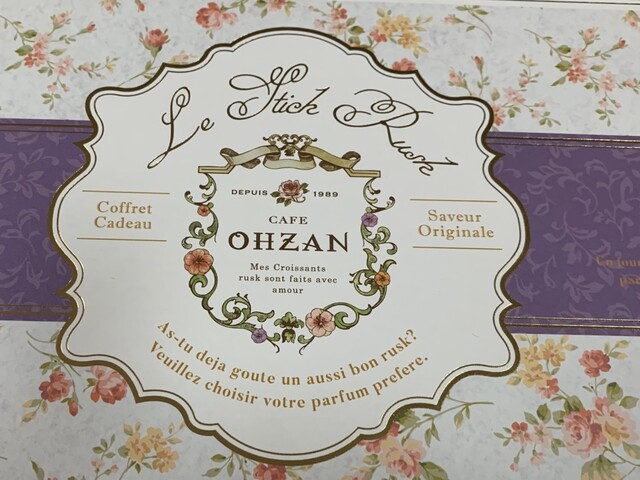 Le Stick Rusk
DEPUIS 1989
CAFE
OHZAN
Mes Croissants
rusk sont faits avec
amour
Coffret
Cadeau
Saveur
Originale
As-tu deja goute un aussi bon rusk?
Veuillez choisir votre parfum prefere.